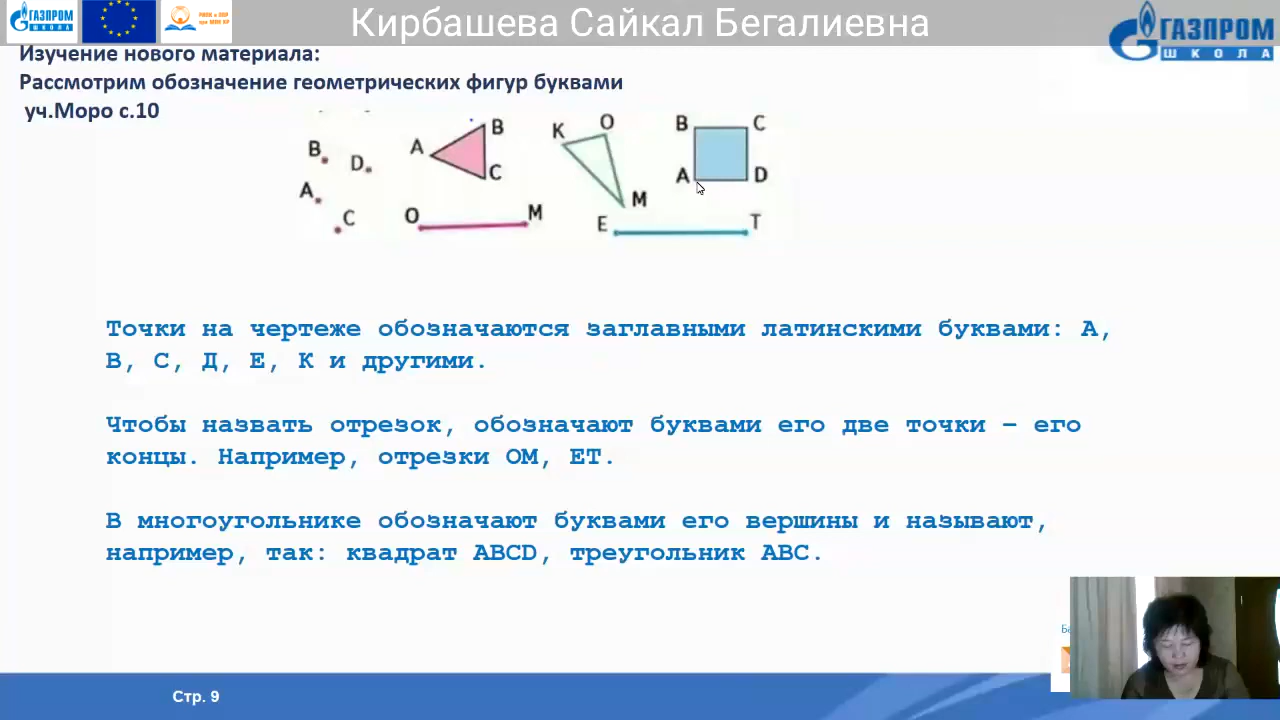 ГАЗПРОМ
ШКОЛА
Кирбашева Сайкал Бегалиевна
ГАЗПРОМ
ШКОЛА
Изучение нового материала:
Рассмотрим обозначение геометрических фигур буквами
уч.Моро с.10
B D A C
A B C
K O M
B C A D
O M
E T
Точки на чертеже обозначаются заглавными латинскими буквами: А,
В, С, Д, Е, К и другими.
Чтобы назвать отрезок, обозначают буквами его две точки – его
концы. Например, отрезки ОМ, ЕТ.
В многоугольнике обозначают буквами его вершины и называют,
например, так: квадрат ABCD, треугольник АВС.
Стр. 9